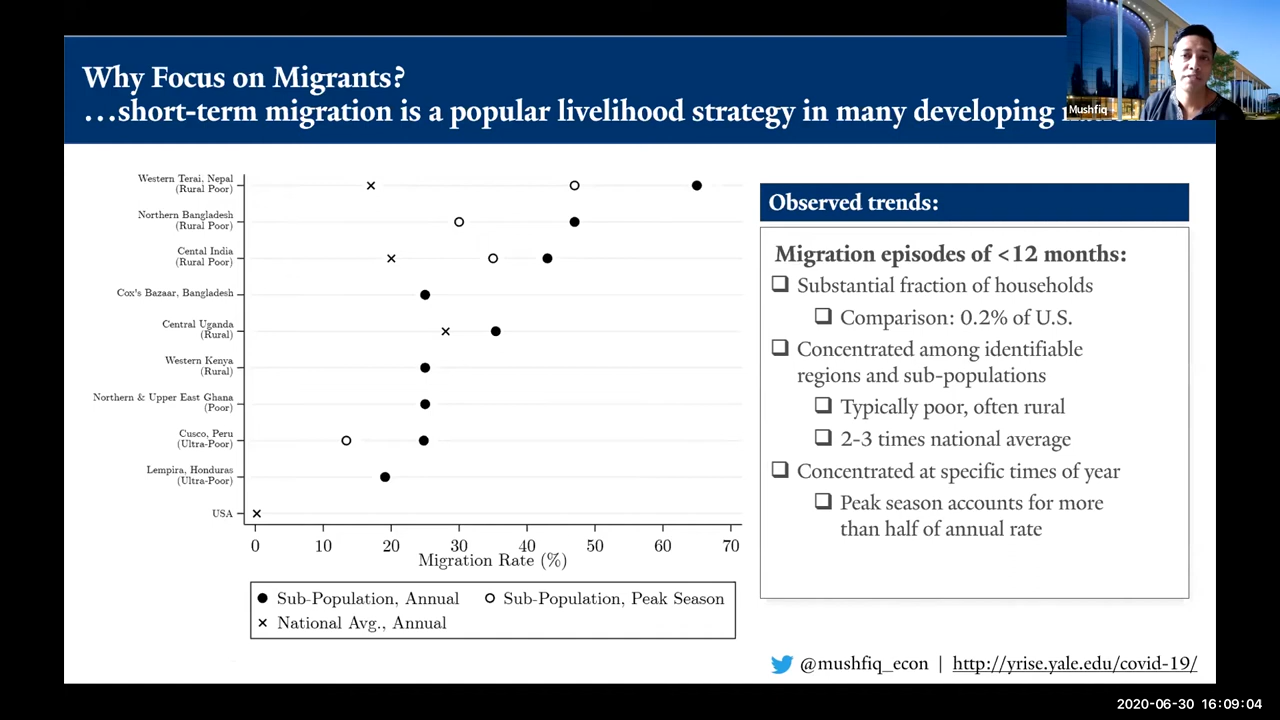 Why Focus on Migrants?
…short-term migration is a popular livelihood strategy in many developing
Mushfiq
Western Terai, Nepal
(Rural Poor)
Northern Bangladesh
(Rural Poor)
Cental India
(Rural Poor)
Cox's Bazaar, Bangladesh
Central Uganda
(Rural)
Western Kenya
(Rural)
Northern & Upper East Ghana
(Poor)
Cusco, Peru
(Ultra-Poor)
Lempira, Honduras
(Ultra-Poor)
USA
0 10 20 30 40 50 60 70
Migration Rate (%)
Sub-Population, Annual
Sub-Population, Peak Season
National Avg., Annual
Observed trends:
Migration episodes of <12 months:
Substantial fraction of households
Comparison: 0.2% of U.S.
Concentrated among identifiable
regions and sub-populations
Typically poor, often rural
2-3 times national average
Concentrated at specific times of year
Peak season accounts for more
than half of annual rate
@mushfiq_econ | http://yrise.yale.edu/covid-19/
2020-06-30 16:09:04